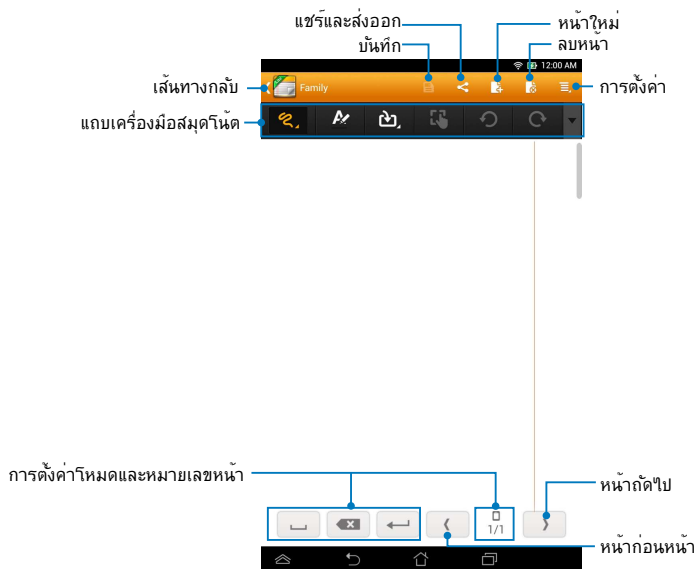 แชร์และส่งออก
หน้าใหม่
บันทึก
ลบหน้า
12:00 AM
เส้นทางกลับ
Family
การตั้งค่า
แถบเครื่องมือสมุดโน้ต
การตั้งค่าโหมดและหมายเลขหน้า
หน้าถัดไป
1/1
หน้าก่อนหน้า